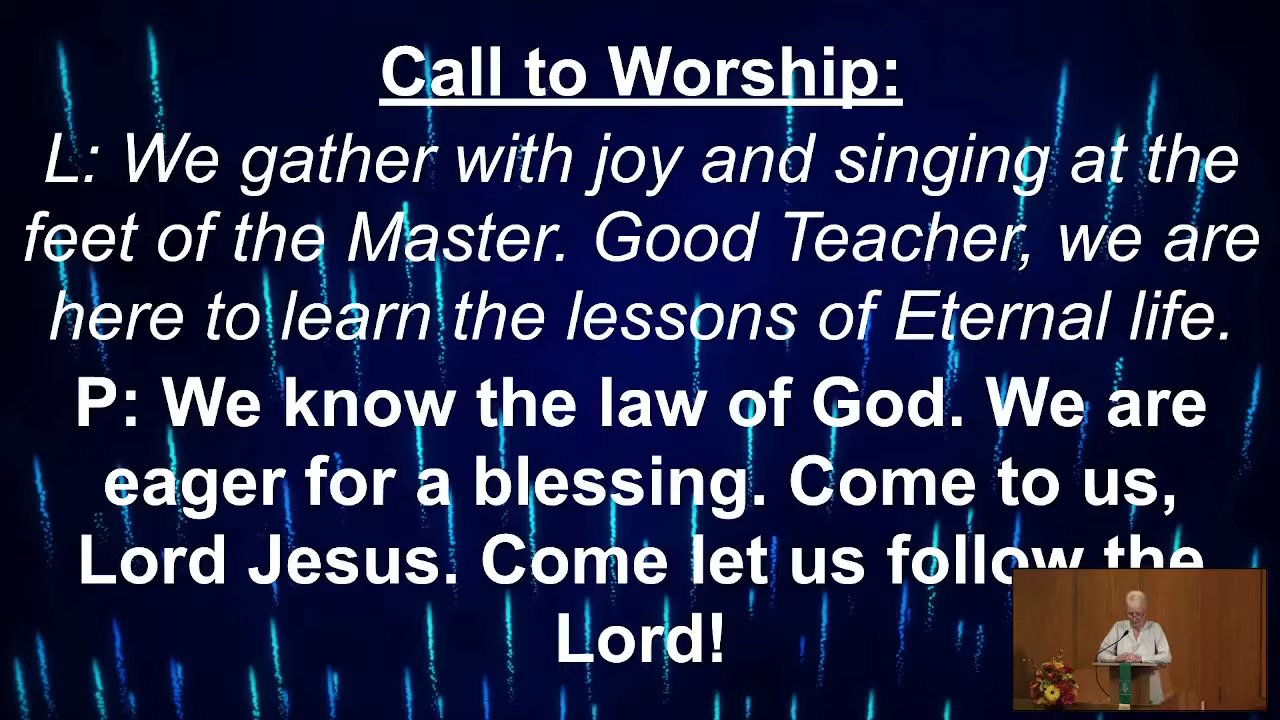 Call to Worship:
L: We gather with joy and singing at the
feet of the Master. Good Teacher, we are
here to learn the lessons of Eternal life.
P: We know the law of God. We are
eager for a blessing. Come to us,
Lord Jesus. Come let us follow the
Lord!